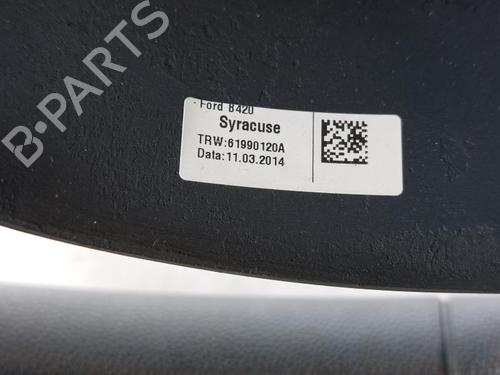 - Ford B420
Syracuse
TRW:61990120A
Data:11.03.2014
B-PARTS